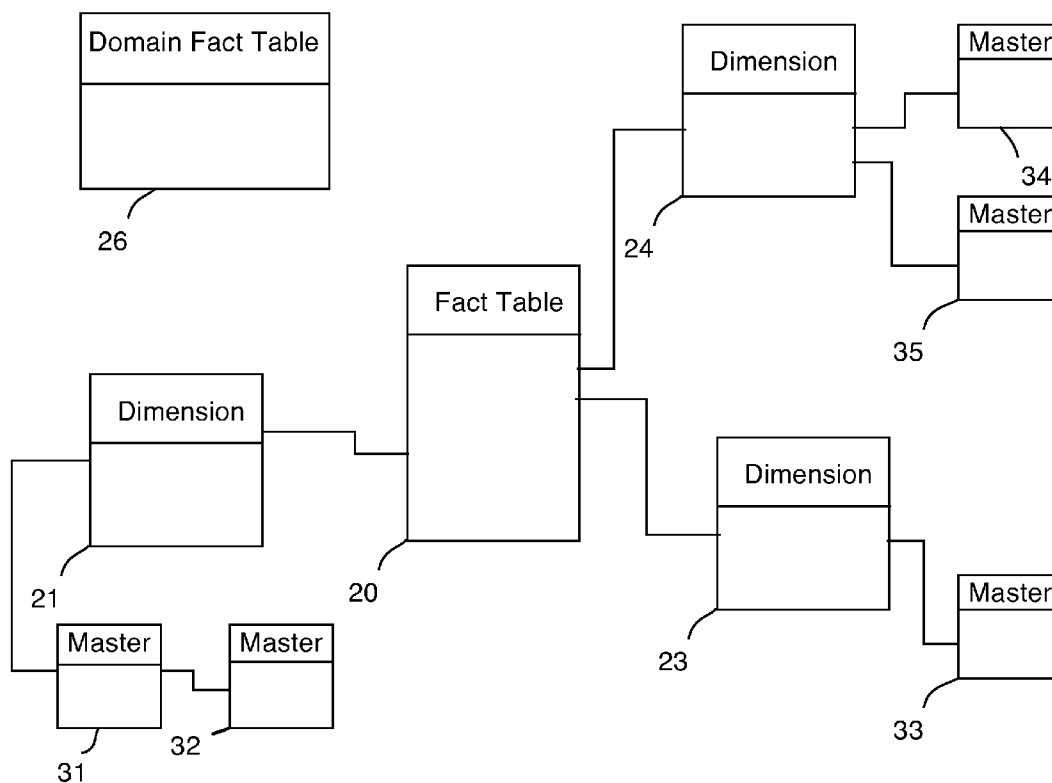 Domain Fact Table
26
Dimension
24
Master
34
Master
35
Fact Table
20
Dimension
21
Dimension
23
Master
31
Master
32
Master
33